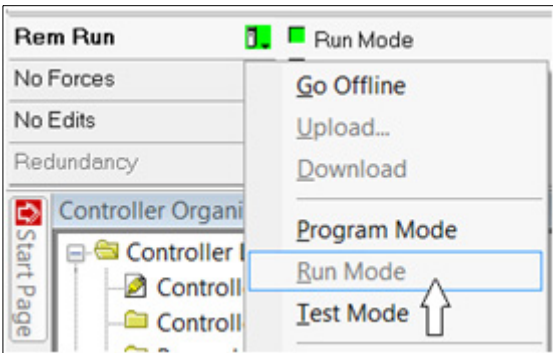 Rem Run
Run Mode
No Forces
No Edits
Redundancy
Go Offline
Upload...
Download
Program Mode
Run Mode
Test Mode
Start Page
Controller Organi
Controller
Controll
Controll